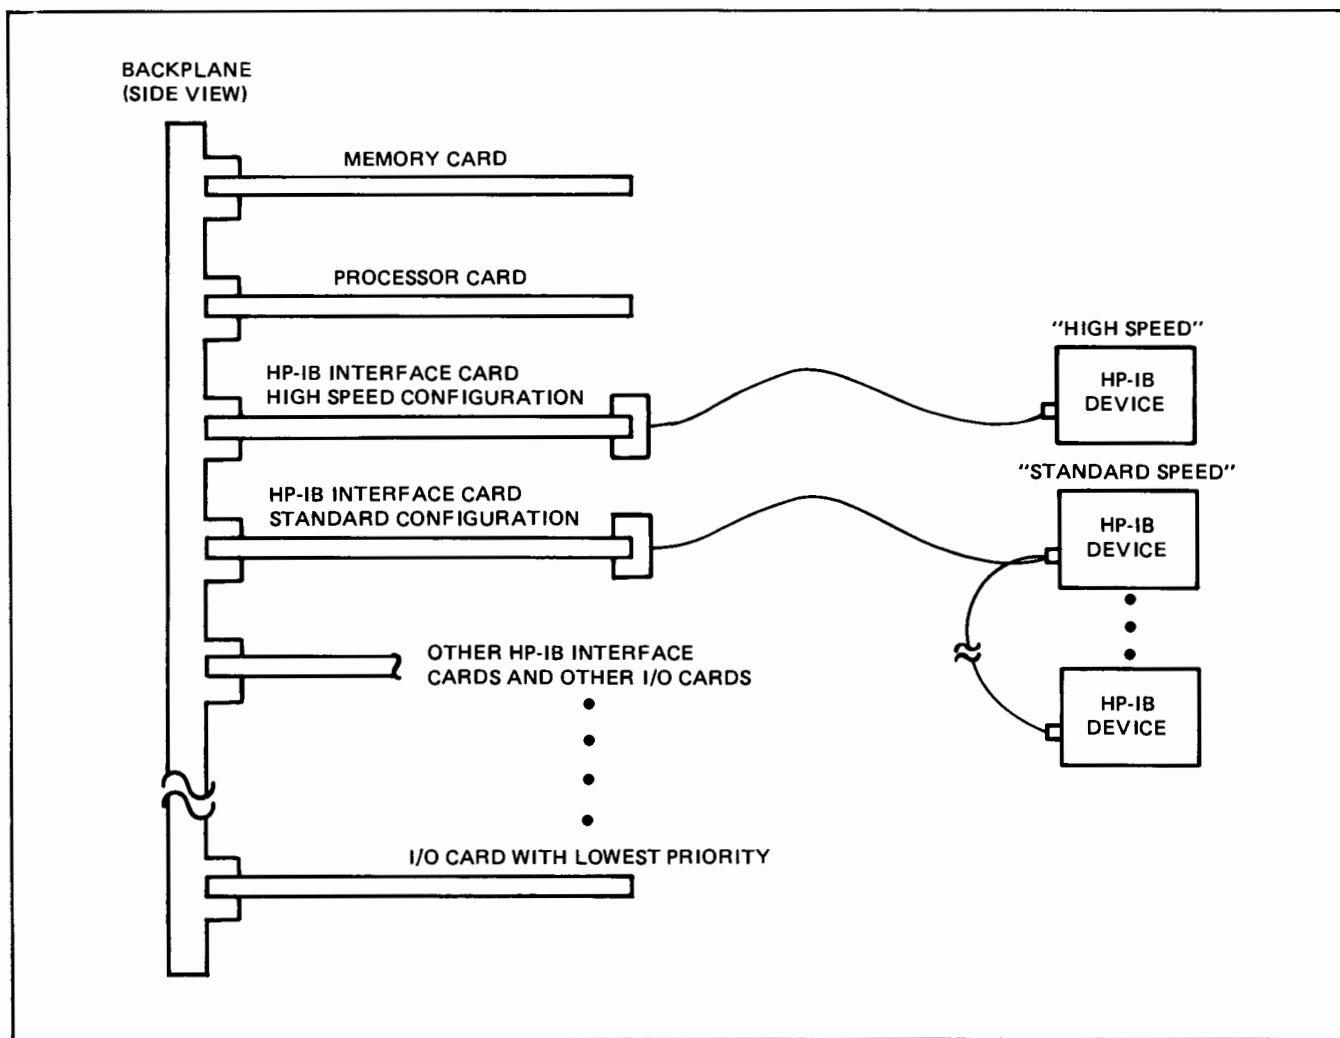 BACKPLANE
(SIDE VIEW)
MEMORY CARD
PROCESSOR CARD
"HIGH SPEED"
HP-IB INTERFACE CARD
HIGH SPEED CONFIGURATION
HP-IB
DEVICE
"STANDARD SPEED"
HP-IB INTERFACE CARD
STANDARD CONFIGURATION
HP-IB
DEVICE
OTHER HP-IB INTERFACE
CARDS AND OTHER I/O CARDS
HP-IB
DEVICE
I/O CARD WITH LOWEST PRIORITY